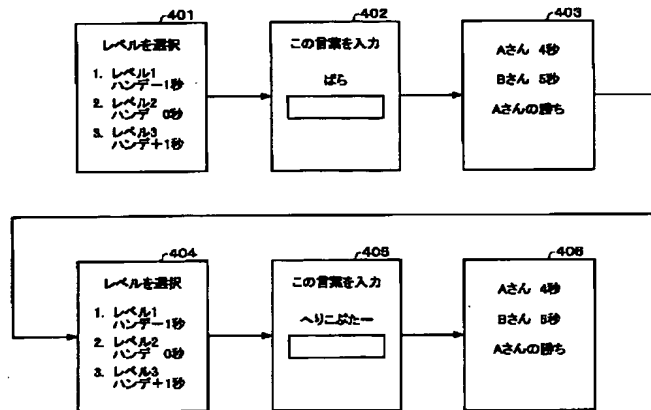 401
レベルを選択
1. レベル1
ハンデー1秒
2. レベル2
ハンデ 0秒
3. レベル3
ハンデ+1秒
402
この言葉を入力
ばら
403
Aさん 4秒
Bさん 5秒
Aさんの勝ち
404
レベルを選択
1. レベル1
ハンデー1秒
2. レベル2
ハンデ 0秒
3. レベル3
ハンデ+1秒
405
この言葉を入力
へりこぷたー
406
Aさん 4秒
Bさん
Aさんの勝ち